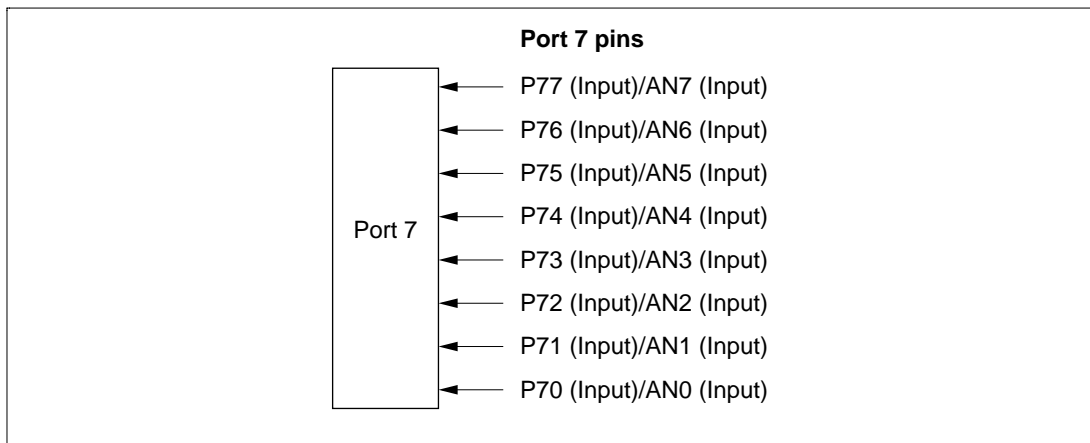 Port 7 pins
P77 (Input)/AN7 (Input)
P76 (Input)/AN6 (Input)
P75 (Input)/AN5 (Input)
P74 (Input)/AN4 (Input)
Port 7
P73 (Input)/AN3 (Input)
P72 (Input)/AN2 (Input)
P71 (Input)/AN1 (Input)
P70 (Input)/AN0 (Input)